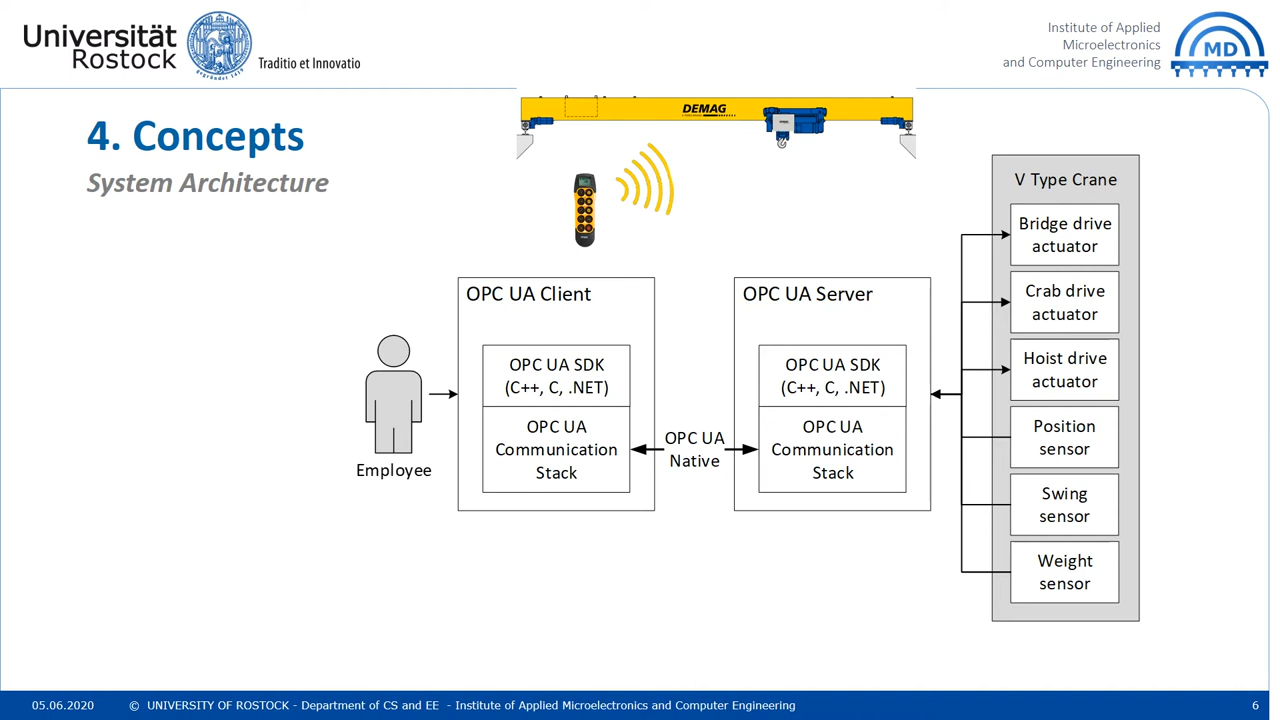 Universität
Rostock
Traditio et Innovatio
Institute of Applied
Microelectronics
and Computer Engineering
MD
4. Concepts
System Architecture
DEMAG
V Type Crane
Bridge drive
actuator
Crab drive
actuator
Hoist drive
actuator
Position
sensor
Swing
sensor
Weight
sensor
OPC UA Client
OPC UA SDK
(C++, C, .NET)
OPC UA
Communication
Stack
OPC UA
Native
OPC UA Server
OPC UA SDK
(C++, C, .NET)
OPC UA
Communication
Stack
Employee
05.06.2020
© UNIVERSITY OF ROSTOCK - Department of CS and EE - Institute of Applied Microelectronics and Computer Engineering
6